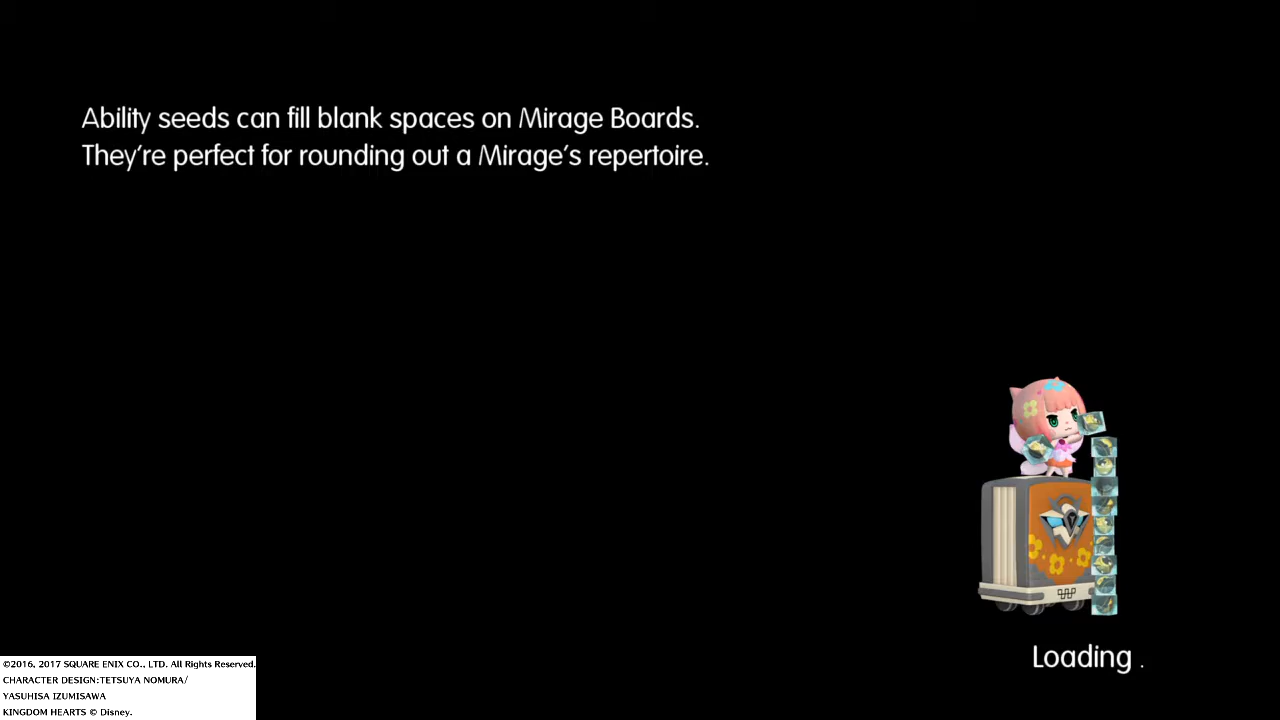 Ability seeds can fill blank spaces on Mirage Boards.
They're perfect for rounding out a Mirage's repertoire.
Loading .
©2016, 2017 SQUARE ENIX CO., LTD. All Rights Reserved.
CHARACTER DESIGN:TETSUYA NOMURA/
YASUHISA IZUMISAWA
KINGDOM HEARTS © Disney.